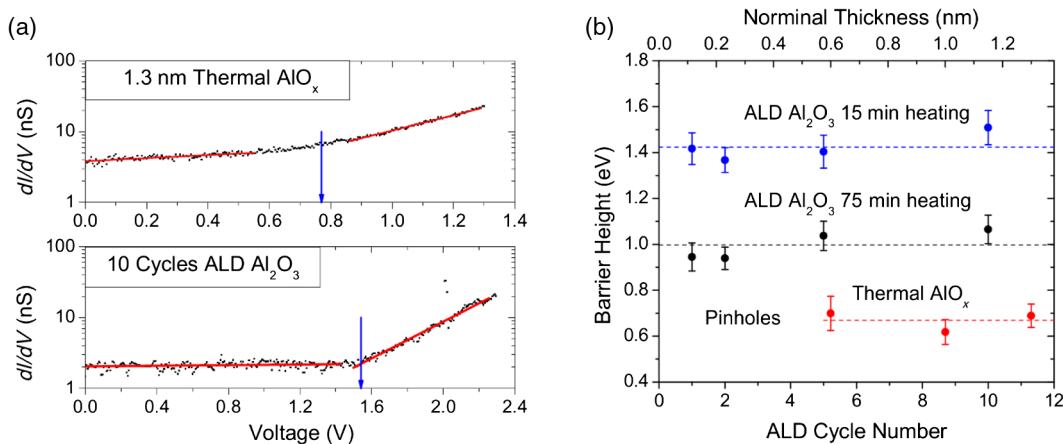 (a)
1.3 nm Thermal AlOₓ
dI/dV (nS)
100
10
1
0.0 0.2 0.4 0.6 0.8 1.0 1.2 1.4
10 Cycles ALD Al₂O₃
dI/dV (nS)
100
10
1
0.0 0.4 0.8 1.2 1.6 2.0 2.4
Voltage (V)
(b)
Norminal Thickness (nm)
0.0 0.2 0.4 0.6 0.8 1.0 1.2
Barrier Height (eV)
1.8
1.6
1.4
1.2
1.0
0.8
0.6
0.4
ALD Al₂O₃ 15 min heating
ALD Al₂O₃ 75 min heating
Thermal AlOₓ
Pinholes
0 2 4 6 8 10 12
ALD Cycle Number